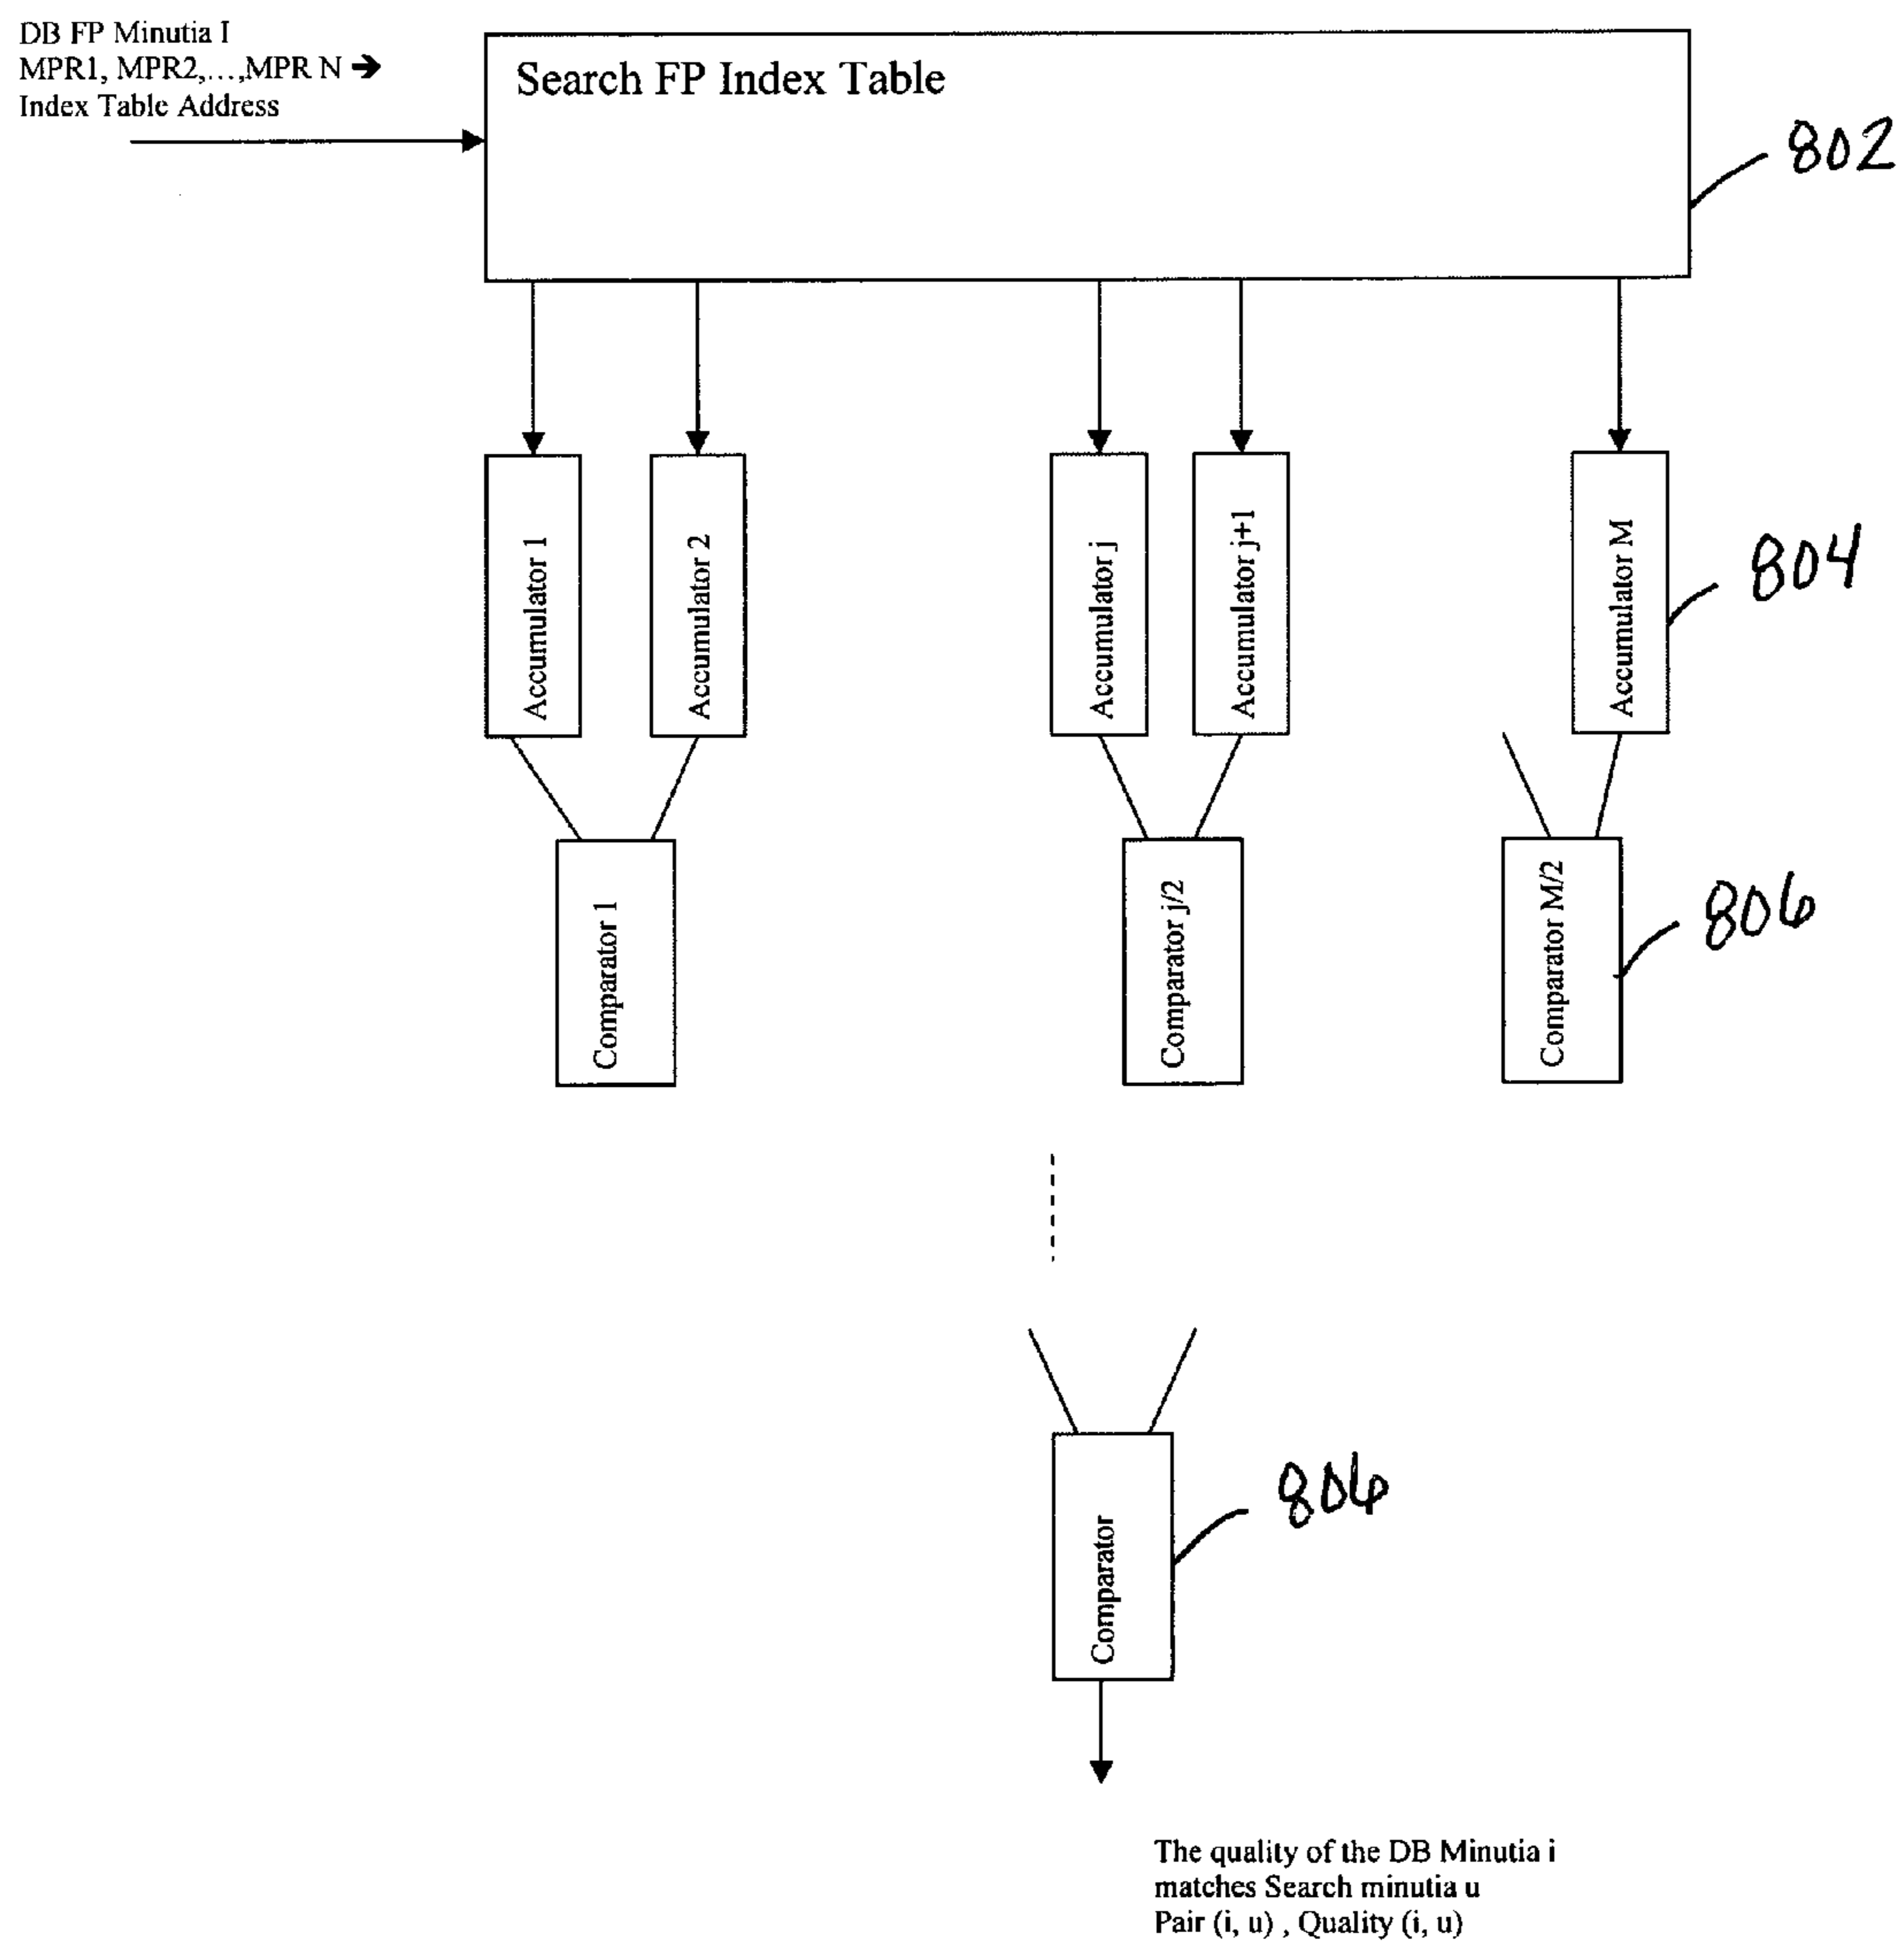 DB FP Minutia I
MPR1, MPR2,...,MPR N →
Index Table Address
Search FP Index Table
802
Accumulator 1
Accumulator 2
Accumulator j
Accumulator j+1
Accumulator M
804
Comparator 1
Comparator j/2
Comparator M/2
806
Comparator
806
The quality of the DB Minutia i
matches Search minutia u
Pair (i, u) , Quality (i, u)